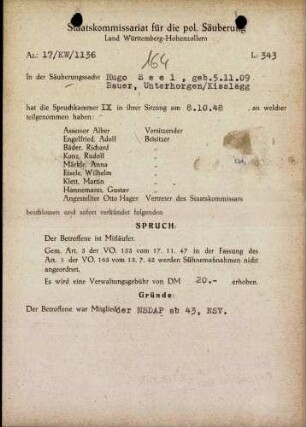 Staatskommissariat für die pol. Säuberung
Land Württemberg-Hohenzollern
Az.: 17/KW/1136
164
L. 343
In der Säuberungssache Hugo Seel, geb.5.11.09
Bauer, Unterhorgen/Kisslegg
hat die Spruchkammer IX in ihrer Sitzung am 8.10.48 an welcher
teilgenommen haben:
Assessor Alber Vorsitzender
Engelfried, Adolf Beisitzer
Bäder, Richard
Konz, Rudolf
Märkle, Anna
Eisele, Wilhelm
Klett, Martin
Hannemann, Gustav
Angestellter Otto Hager Vertreter des Staatskommissars
beschlossen und sofort verkündet folgenden
SPRUCH:
Der Betroffene ist Mitläufer.
Gem. Art. 3 der VO. 133 vom 17. 11. 47 in der Fassung des
Art. 1 der VO. 165 vom 13. 7. 48 werden Sühnemaßnahmen nicht
angeordnet.
Es wird eine Verwaltungsgebühr von DM 20.- erhoben.
Gründe:
Der Betroffene war Mitglied der NSDAP ab 43, NSV.